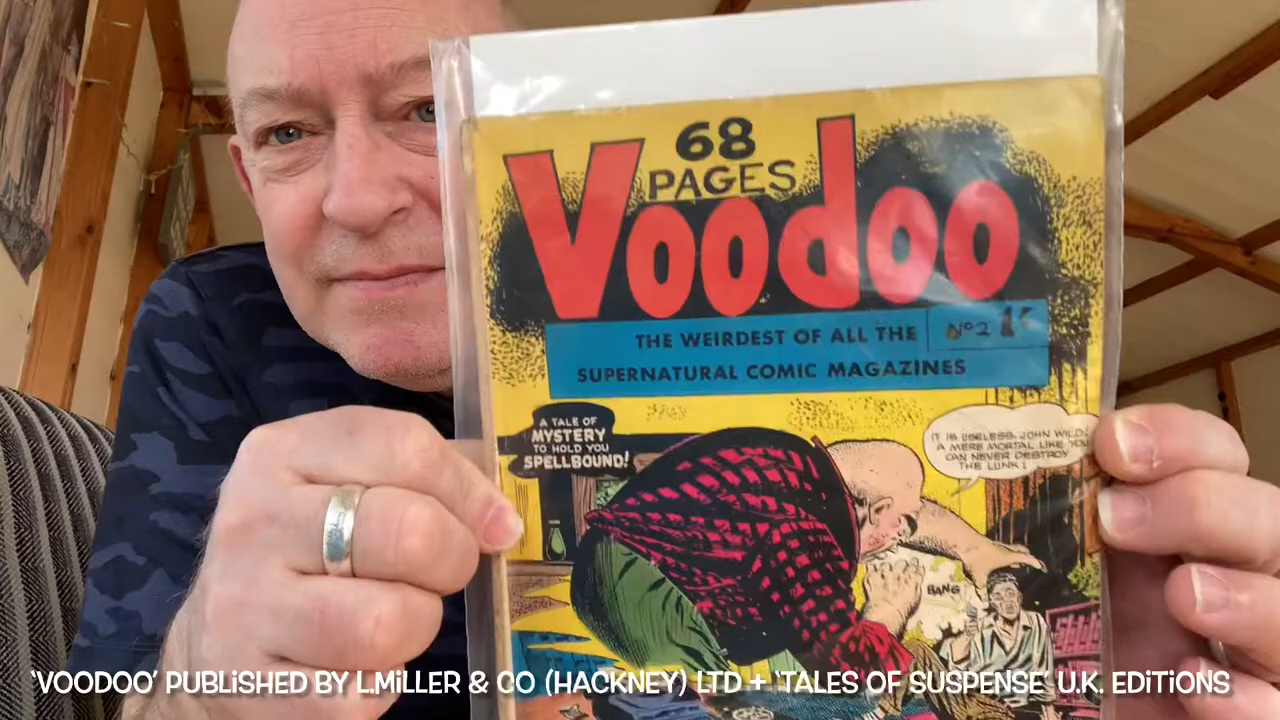 68
PAGES
Voodoo
THE WEIRDEST OF ALL THE
Nº2 1/-
SUPERNATURAL COMIC MAGAZINES
A TALE OF
MYSTERY
TO HOLD YOU
SPELLBOUND!
IT IS USELESS, JOHN WILD!
A MERE MORTAL LIKE YOU
CAN NEVER DESTROY
THE LUNK!
BANG
'VOODOO' PUBLISHED BY L.MILLER & CO (HACKNEY) LTD + 'TALES OF SUSPENSE' U.K. EDITIONS